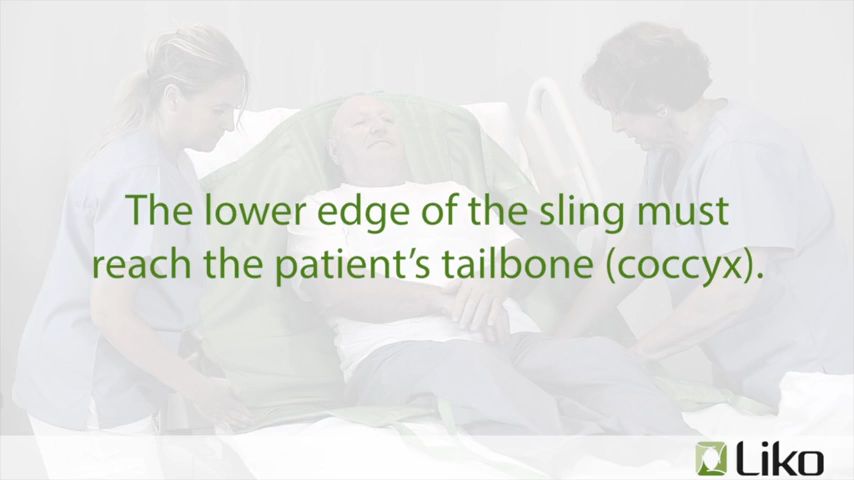 The lower edge of the sling must
reach the patient’s tailbone (coccyx).
Liko